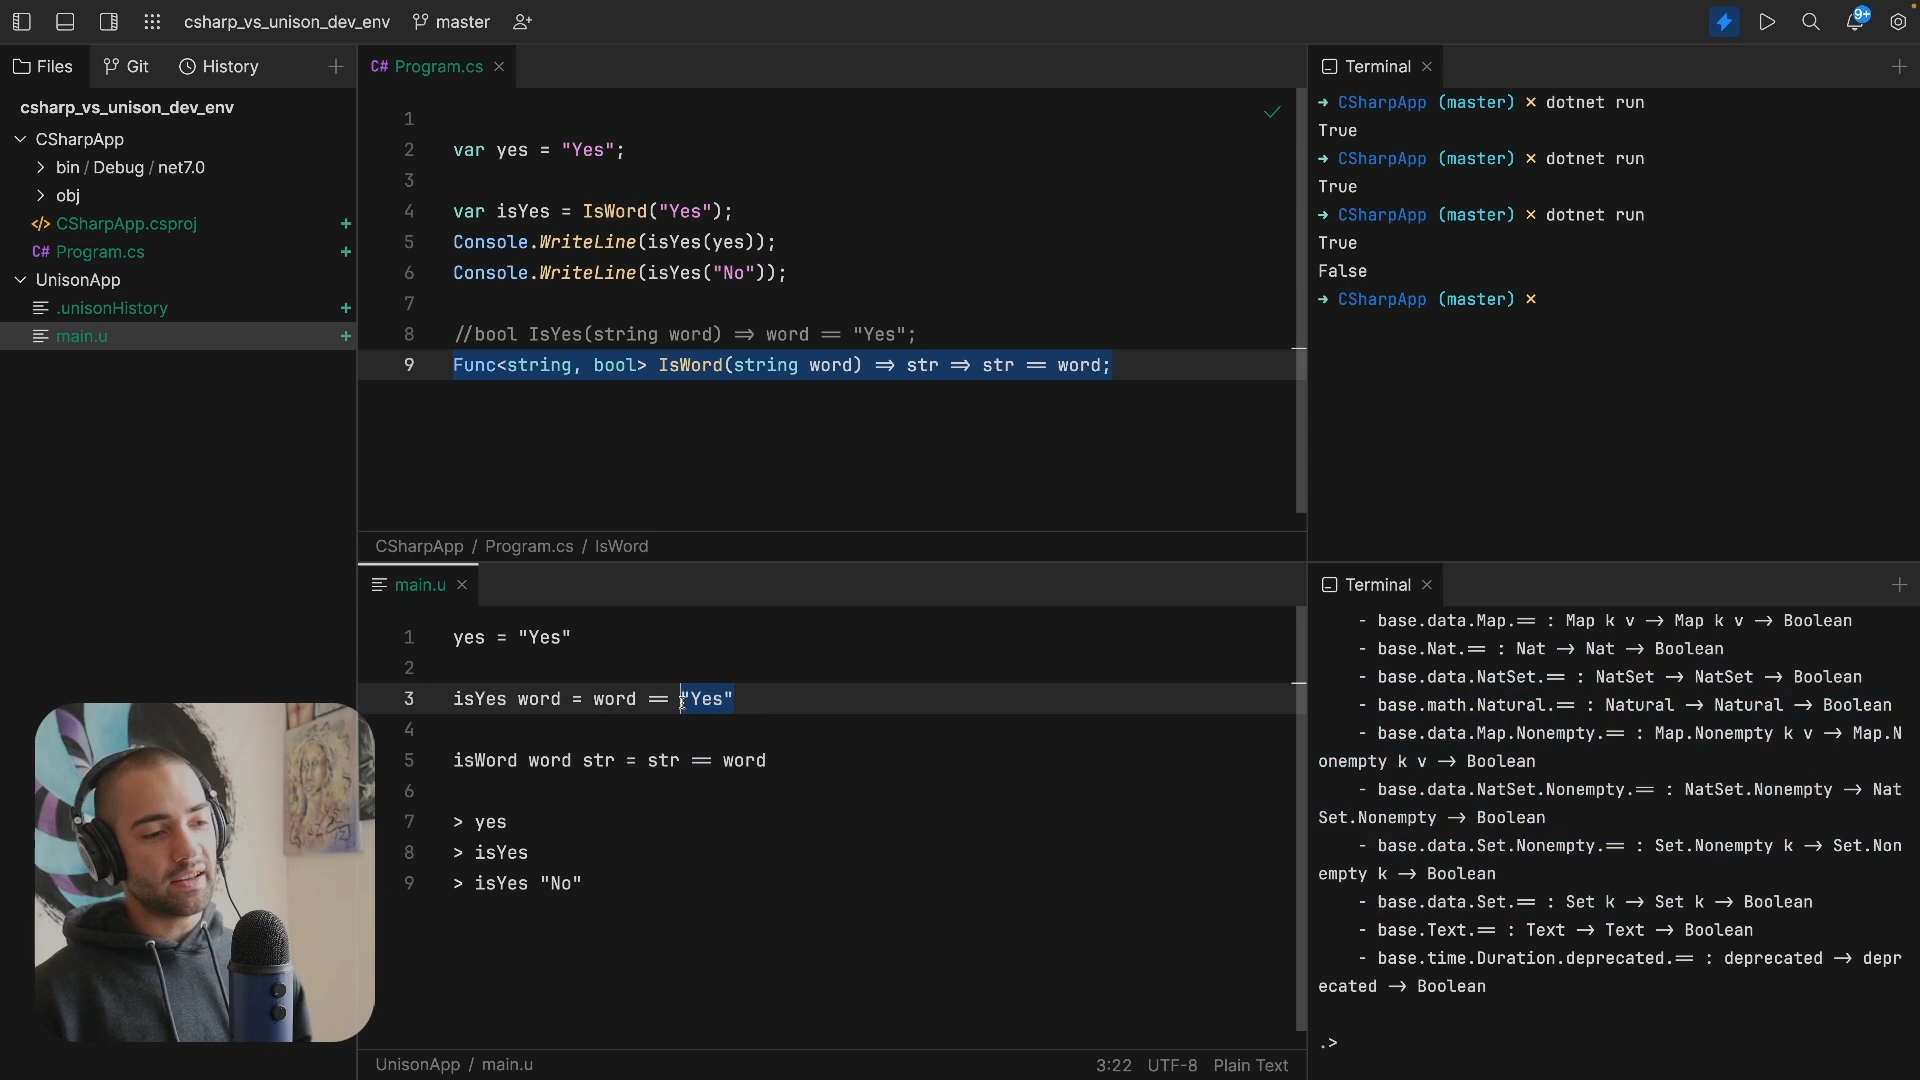 csharp_vs_unison_dev_env master
9+
Files Git History
csharp_vs_unison_dev_env
CSharpApp
bin / Debug / net7.0
obj
</> CSharpApp.csproj +
C# Program.cs +
UnisonApp
.unisonHistory +
main.u +
C# Program.cs ×
1
2 var yes = "Yes";
3
4 var isYes = IsWord("Yes");
5 Console.WriteLine(isYes(yes));
6 Console.WriteLine(isYes("No"));
7
8 //bool IsYes(string word) => word == "Yes";
9 Func<string, bool> IsWord(string word) => str => str == word;
CSharpApp / Program.cs / IsWord
Terminal ×
→ CSharpApp (master) × dotnet run
True
→ CSharpApp (master) × dotnet run
True
→ CSharpApp (master) × dotnet run
True
False
→ CSharpApp (master) ×
main.u ×
1 yes = "Yes"
2
3 isYes word = word == "Yes"
4
5 isWord word str = str == word
6
7 > yes
8 > isYes
9 > isYes "No"
UnisonApp / main.u 3:22 UTF-8 Plain Text
Terminal ×
- base.data.Map.== : Map k v -> Map k v -> Boolean
- base.Nat.== : Nat -> Nat -> Boolean
- base.data.NatSet.== : NatSet -> NatSet -> Boolean
- base.math.Natural.== : Natural -> Natural -> Boolean
- base.data.Map.Nonempty.== : Map.Nonempty k v -> Map.N
onempty k v -> Boolean
- base.data.NatSet.Nonempty.== : NatSet.Nonempty -> Nat
Set.Nonempty -> Boolean
- base.data.Set.Nonempty.== : Set.Nonempty k -> Set.Non
empty k -> Boolean
- base.data.Set.== : Set k -> Set k -> Boolean
- base.Text.== : Text -> Text -> Boolean
- base.time.Duration.deprecated.== : deprecated -> depr
ecated -> Boolean
.>